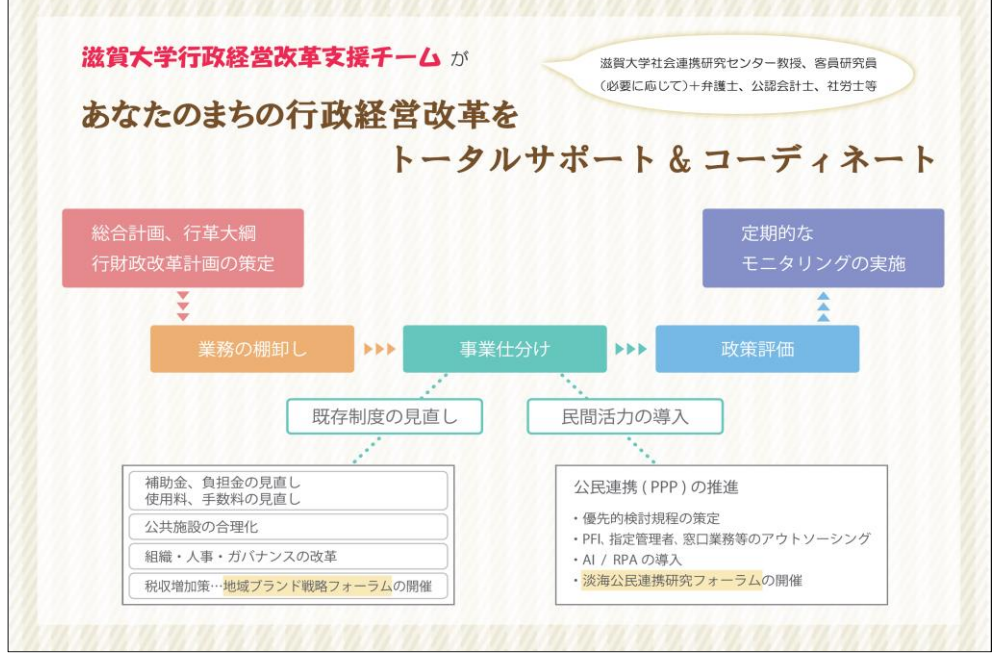 滋賀大学行政経営改革支援チーム が
滋賀大学社会連携研究センター教授、客員研究員
(必要に応じて)+弁護士、公認会計士、社労士等
あなたのまちの行政経営改革を
トータルサポート & コーディネート
総合計画、行革大綱
行財政改革計画の策定
定期的な
モニタリングの実施
業務の棚卸し
事業仕分け
政策評価
既存制度の見直し
民間活力の導入
補助金、負担金の見直し
使用料、手数料の見直し
公共施設の合理化
組織・人事・ガバナンスの改革
税収増加策…地域ブランド戦略フォーラムの開催
公民連携 ( PPP ) の推進
・優先的検討規程の策定
・PFI、指定管理者、窓口業務等のアウトソーシング
・AI / RPA の導入
・淡海公民連携研究フォーラムの開催